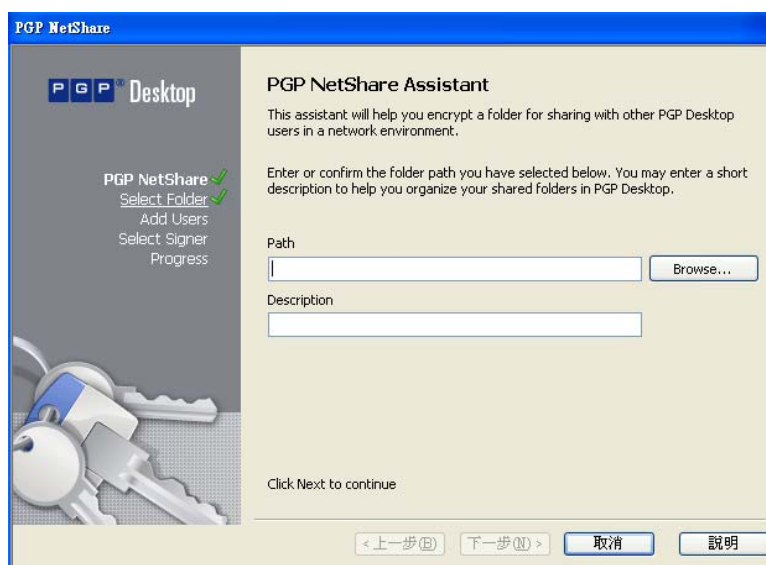 PGP NetShare
PGP® Desktop
PGP NetShare
Select Folder
Add Users
Select Signer
Progress
PGP NetShare Assistant
This assistant will help you encrypt a folder for sharing with other PGP Desktop
users in a network environment.
Enter or confirm the folder path you have selected below. You may enter a short
description to help you organize your shared folders in PGP Desktop.
Path
Browse...
Description
Click Next to continue
<上一步(B)
下一步(N)>
取消
說明